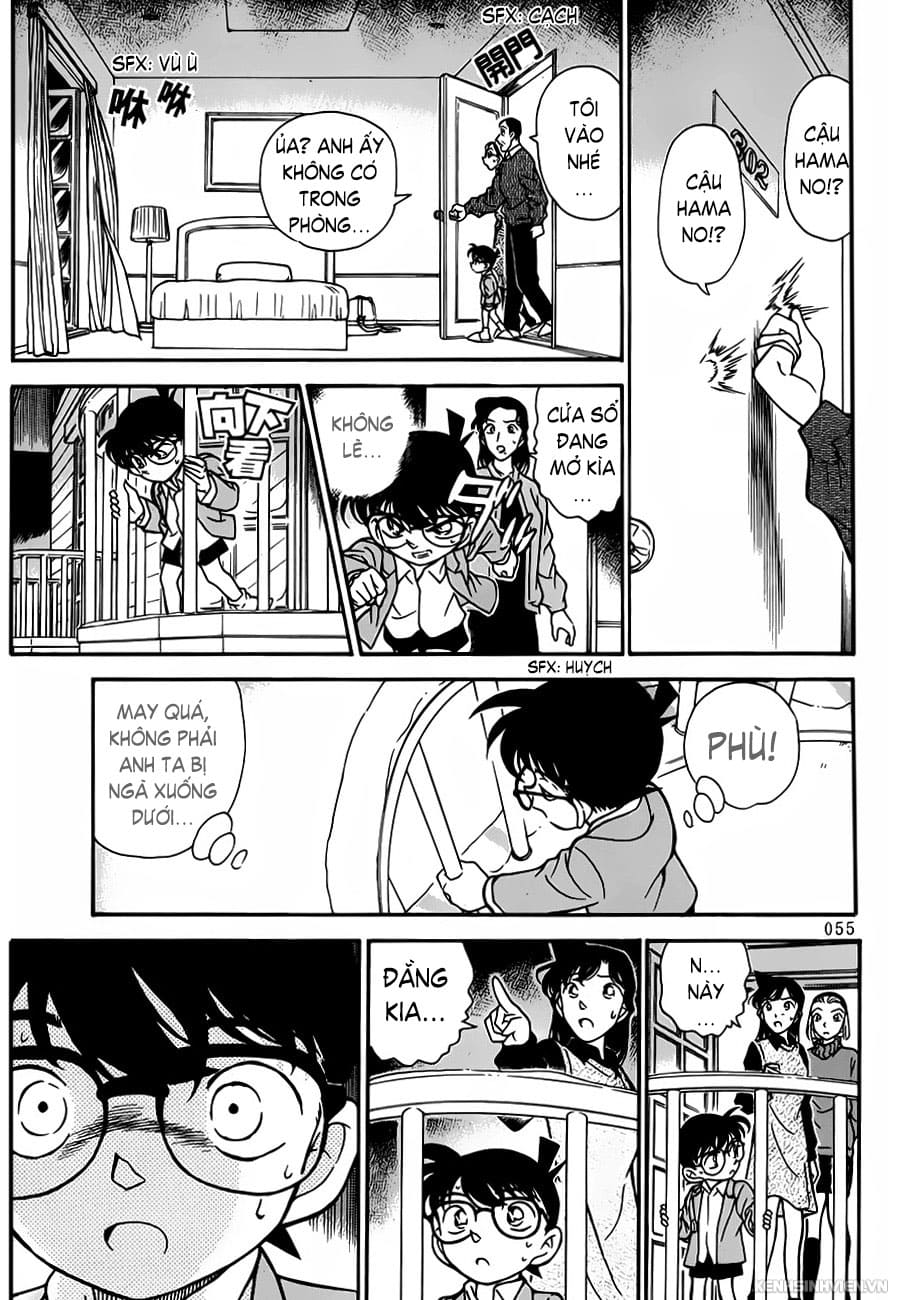 CẬU
HAMA
NO!?
302
CẬU
HAMA
NO!?
SFX: CẠCH
開門
TÔI
VÀO
NHÉ
...
SFX: VÙ Ù
咻 咻
ỦA? ANH ẤY
KHÔNG CÓ
TRONG
PHÒNG...
CỬA SỔ
ĐANG
MỞ KÌA
...
KHÔNG
LẼ...
向下
看
SFX: HUỴCH
PHÙ!
MAY QUÁ,
KHÔNG PHẢI
ANH TA BỊ
NGÃ XUỐNG
DƯỚI...
055
N...
NÀY
...
ĐẰNG
KIA...
KENHSINHVIEN.VN